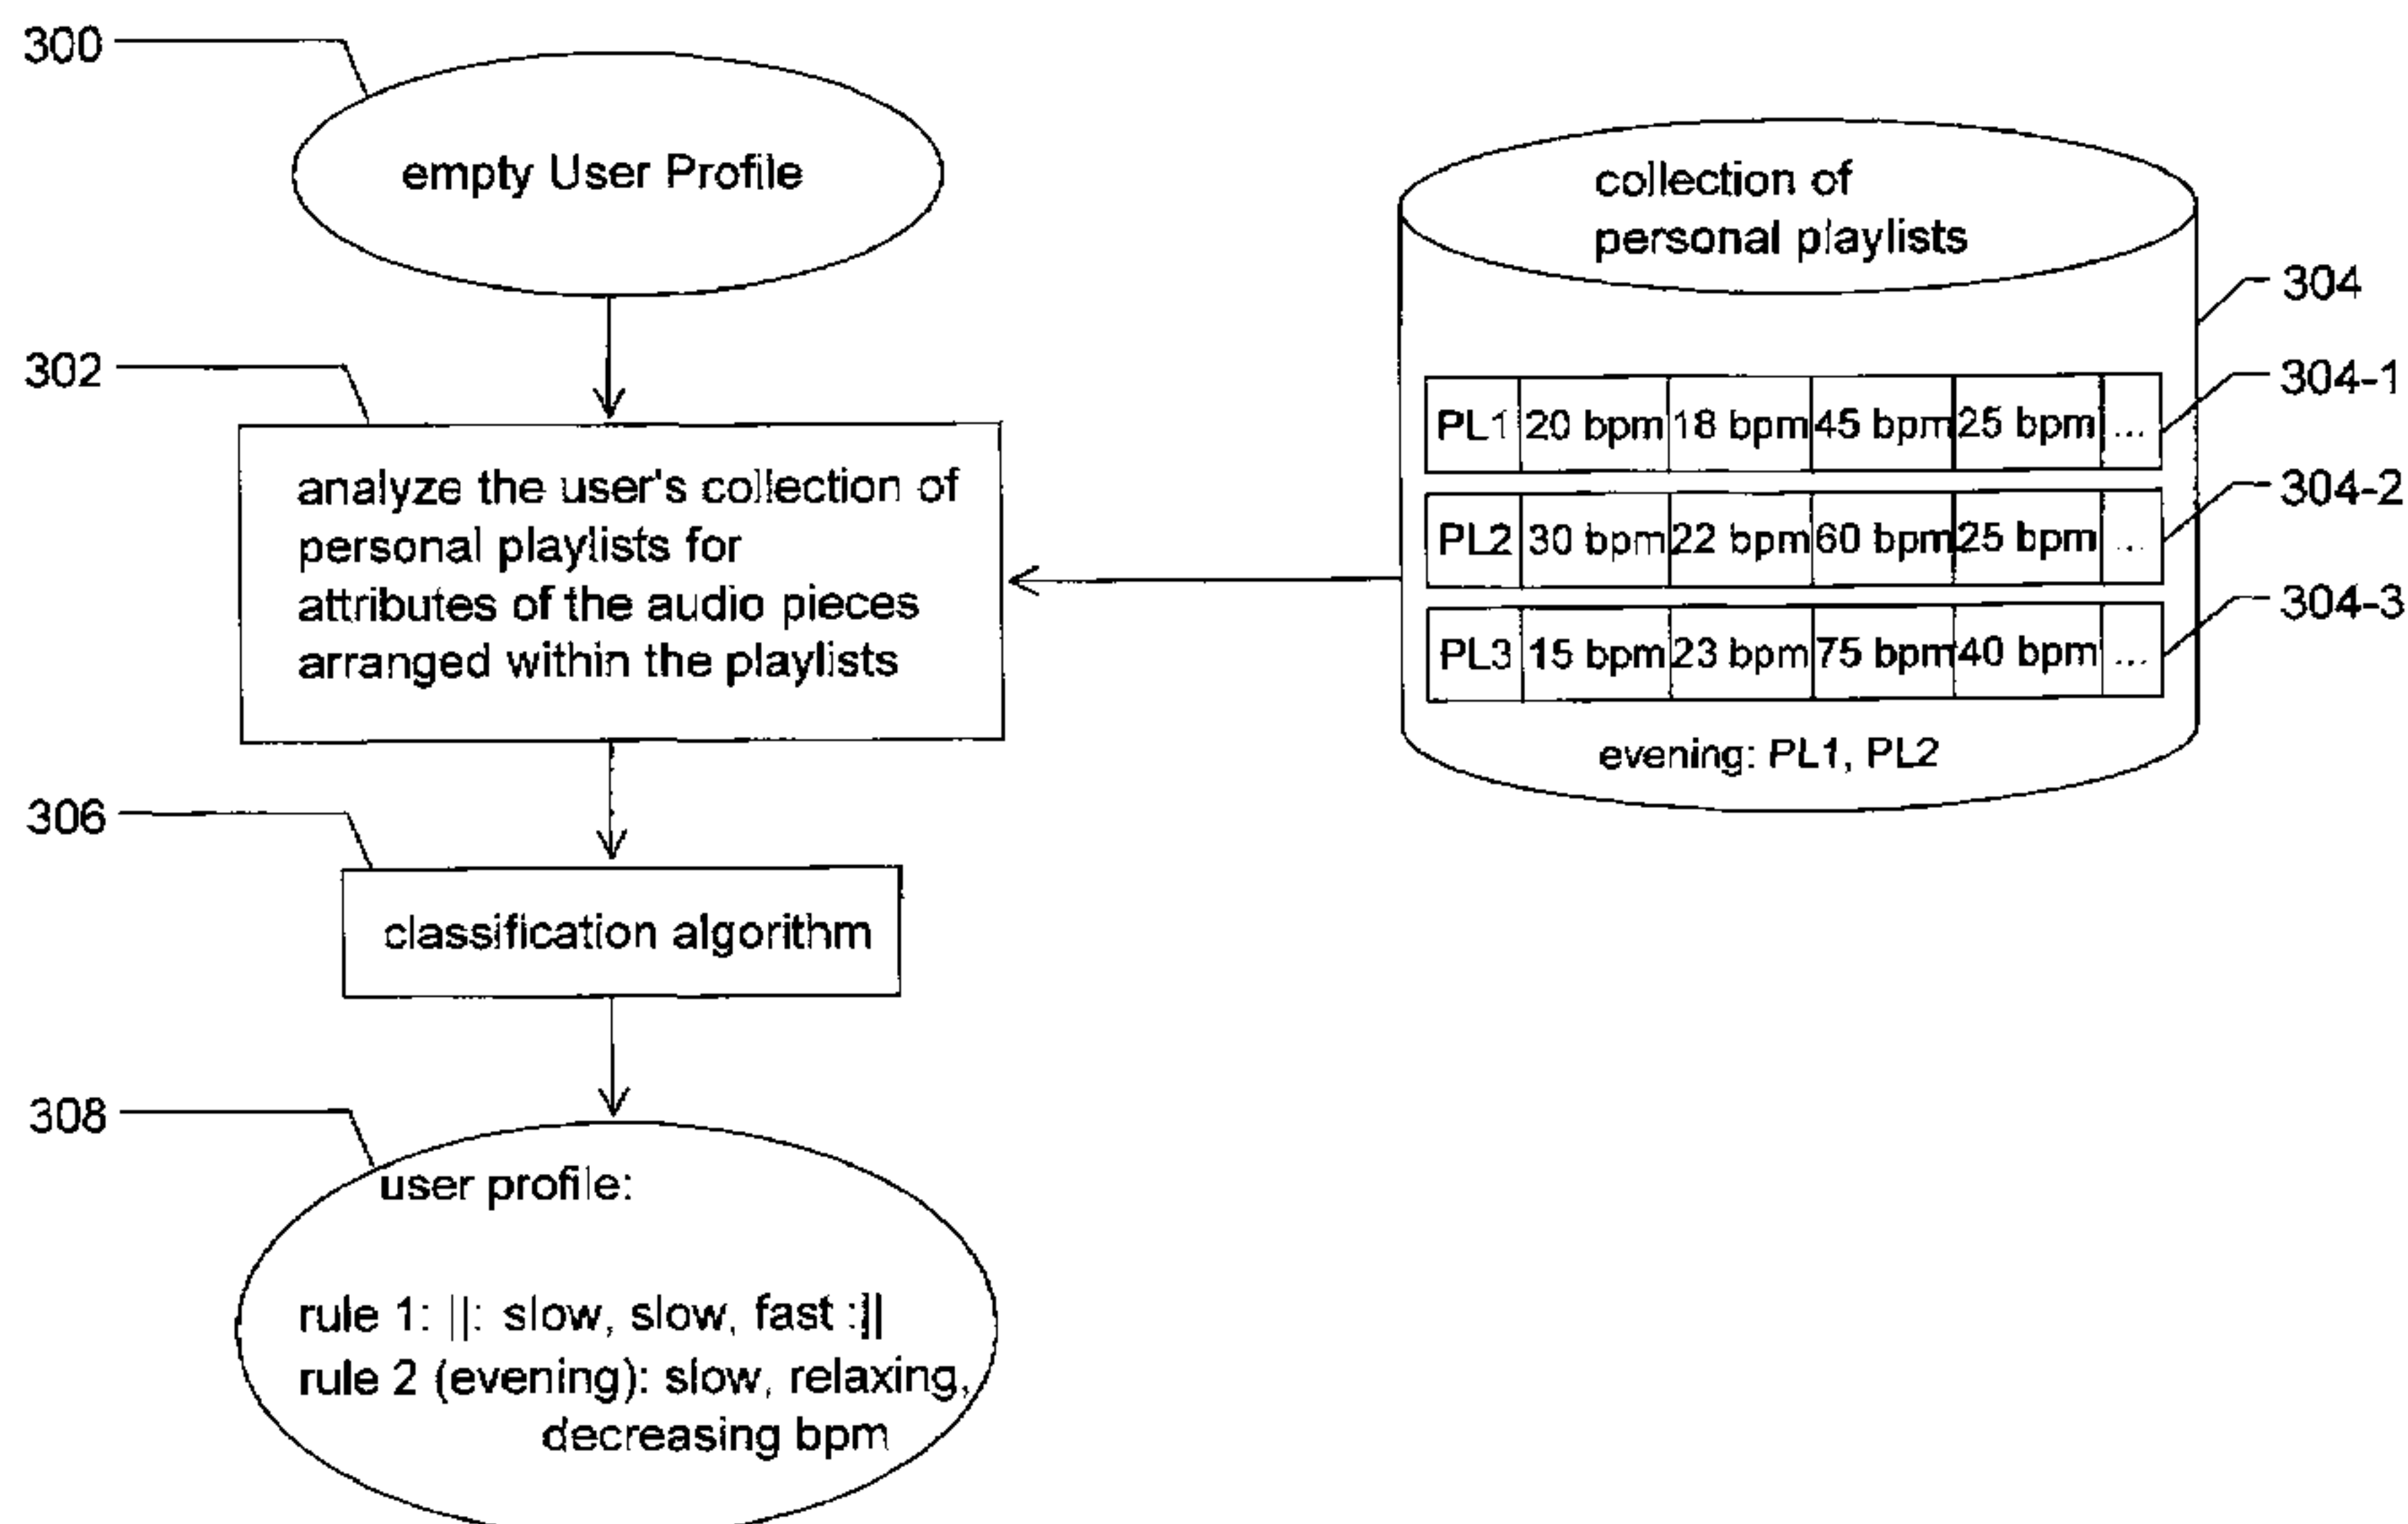 300
empty User Profile
collection of
personal playlists
304
302
analyze the user's collection of
personal playlists for
attributes of the audio pieces
arranged within the playlists
PL1 20 bpm 18 bpm 45 bpm 25 bpm ...
304-1
PL2 30 bpm 22 bpm 60 bpm 25 bpm ...
304-2
PL3 15 bpm 23 bpm 75 bpm 40 bpm ...
304-3
evening: PL1, PL2
306
classification algorithm
308
user profile:
rule 1: ||: slow, slow, fast :||
rule 2 (evening): slow, relaxing,
decreasing bpm